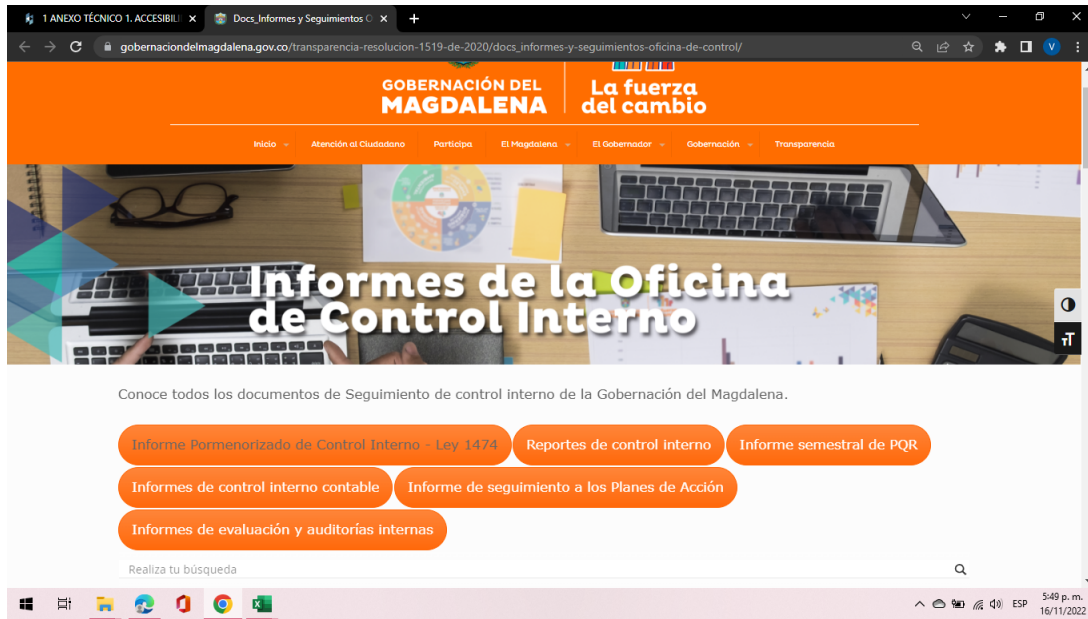 1 ANEXO TÉCNICO 1. ACCESIBILI
Docs_Informes y Seguimientos O
gobernaciondelmagdalena.gov.co/transparencia-resolucion-1519-de-2020/docs_informes-y-seguimientos-oficina-de-control/
V
GOBERNACIÓN DEL
MAGDALENA
La fuerza
del cambio
Inicio
Atención al Ciudadano
Participa
El Magdalena
El Gobernador
Gobernación
Transparencia
Informes de la Oficina
de Control Interno
Conoce todos los documentos de Seguimiento de control interno de la Gobernación del Magdalena.
Informe Pormenorizado de Control Interno - Ley 1474
Reportes de control interno
Informe semestral de PQR
Informes de control interno contable
Informe de seguimiento a los Planes de Acción
Informes de evaluación y auditorías internas
Realiza tu búsqueda
ESP
5:49 p. m.
16/11/2022